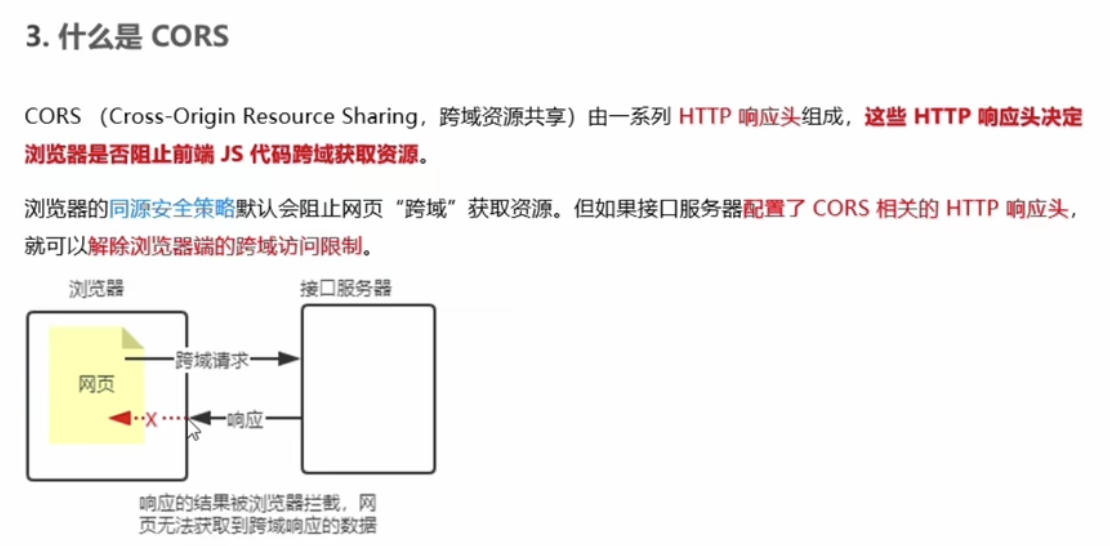 3. 什么是 CORS
CORS （Cross-Origin Resource Sharing，跨域资源共享）由一系列 HTTP 响应头组成，这些 HTTP 响应头决定
浏览器是否阻止前端 JS 代码跨域获取资源。
浏览器的同源安全策略默认会阻止网页“跨域”获取资源。但如果接口服务器配置了 CORS 相关的 HTTP 响应头，
就可以解除浏览器端的跨域访问限制。
浏览器
接口服务器
跨域请求
网页
X
响应
响应的结果被浏览器拦截，网
页无法获取到跨域响应的数据